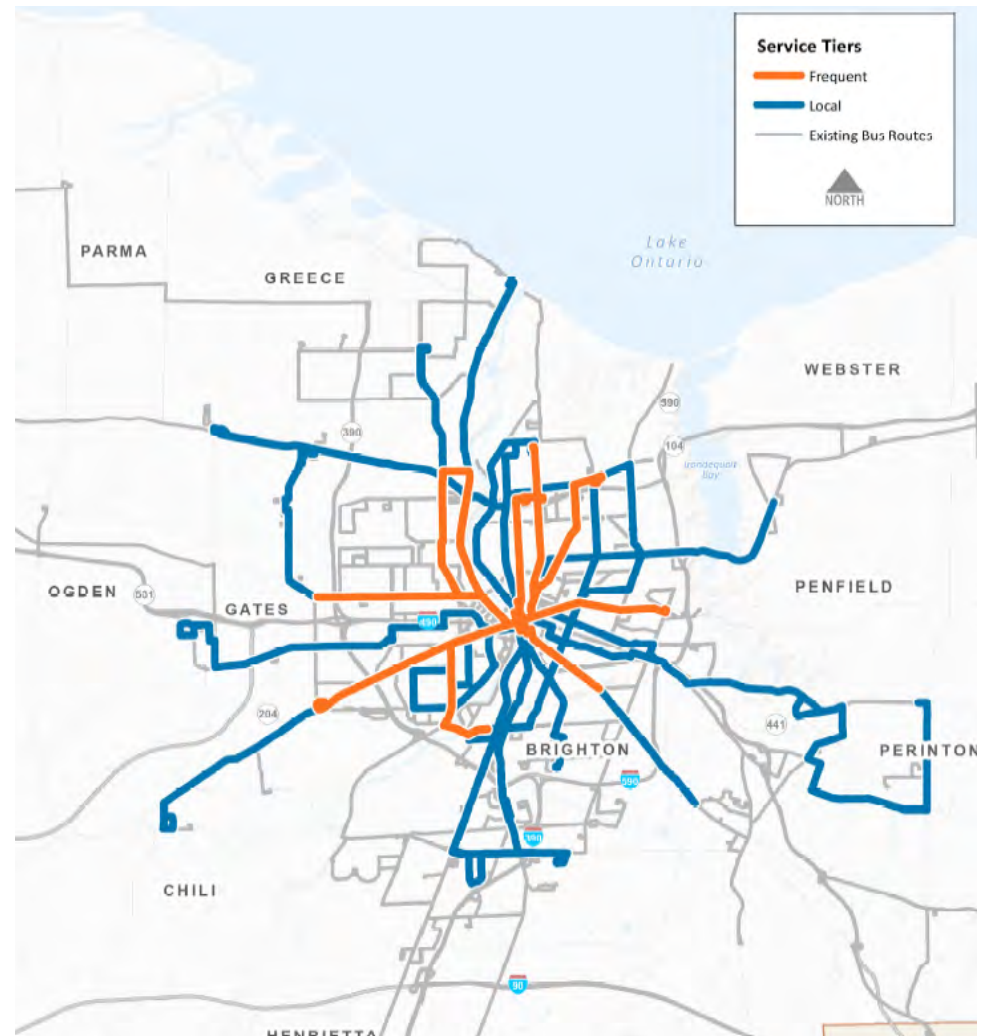 Service Tiers
Frequent
Local
Existing Bus Routes
NORTH
Lake
Ontario
PARMA
GREECE
WEBSTER
590
390
104
Irondequoit
Bay
OGDEN
531
GATES
490
PENFIELD
204
441
BRIGHTON
PERINTON
590
390
CHILI
90
HENRIETTA